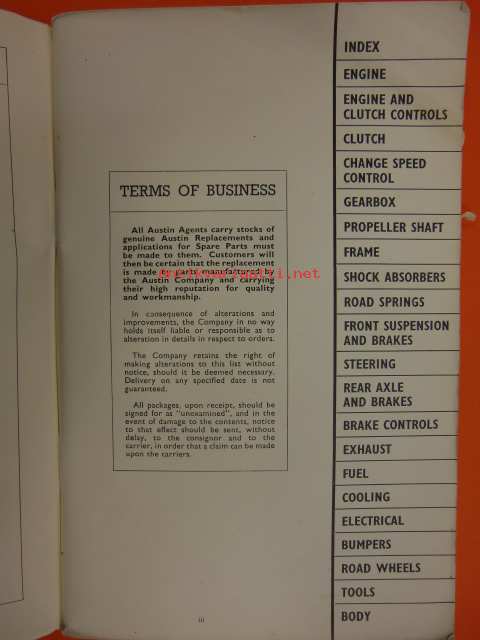 TERMS OF BUSINESS
All Austin Agents carry stocks of
genuine Austin Replacements and
applications for Spare Parts must
be made to them. Customers will
then be certain that the replacement
is made by parts manufactured by
the Austin Company and carrying
their high reputation for quality
and workmanship.
In consequence of alterations and
improvements, the Company in no way
holds itself liable or responsible as to
alteration in details in respect to orders.
The Company retains the right of
making alterations to this list without
notice, should it be deemed necessary.
Delivery on any specified date is not
guaranteed.
All packages, upon receipt, should be
signed for as "unexamined", and in the
event of damage to the contents, notice
to that effect should be sent, without
delay, to the consignor and to the
carrier, in order that a claim can be made
upon the carriers.
iii
INDEX
ENGINE
ENGINE AND
CLUTCH CONTROLS
CLUTCH
CHANGE SPEED
CONTROL
GEARBOX
PROPELLER SHAFT
FRAME
SHOCK ABSORBERS
ROAD SPRINGS
FRONT SUSPENSION
AND BRAKES
STEERING
REAR AXLE
AND BRAKES
BRAKE CONTROLS
EXHAUST
FUEL
COOLING
ELECTRICAL
BUMPERS
ROAD WHEELS
TOOLS
BODY